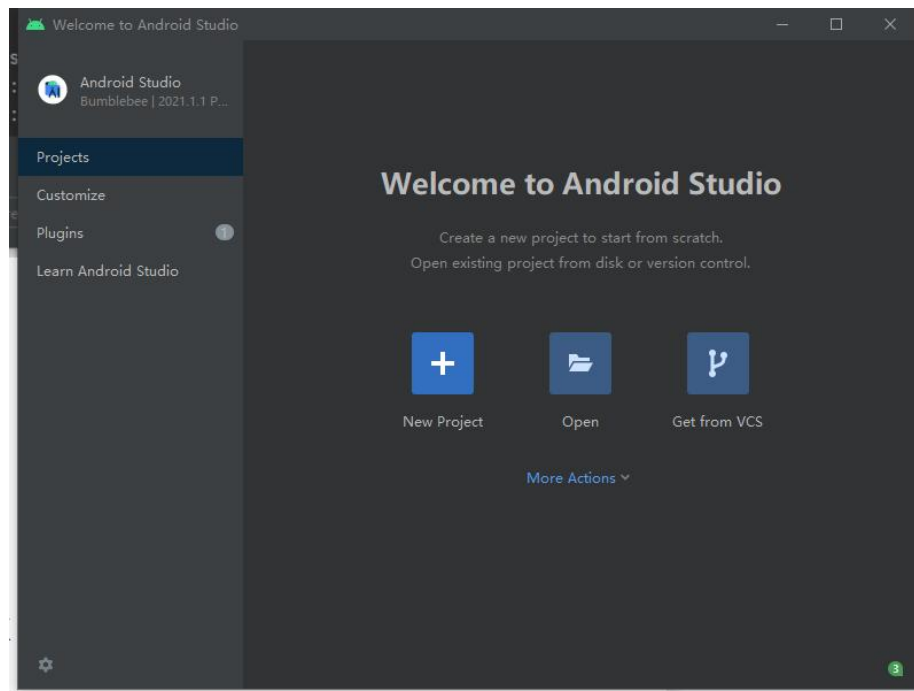 Welcome to Android Studio
Android Studio
Bumblebee | 2021.1.1 P...
Projects
Customize
Plugins
1
Learn Android Studio
Welcome to Android Studio
Create a new project to start from scratch.
Open existing project from disk or version control.
New Project
Open
Get from VCS
More Actions
3